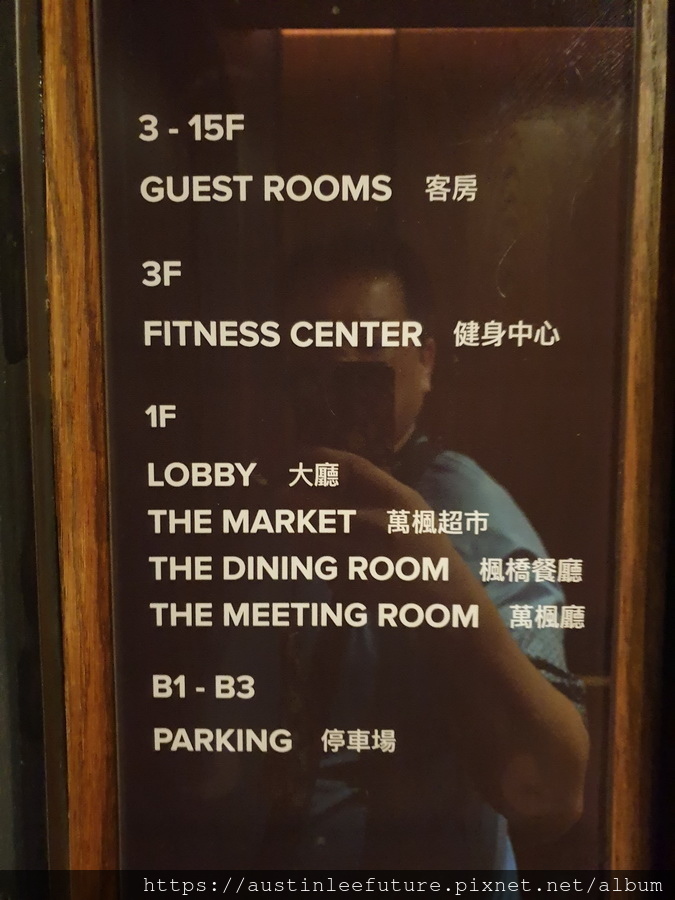 3 - 15F
GUEST ROOMS 客房
3F
FITNESS CENTER 健身中心
1F
LOBBY 大廳
THE MARKET 萬楓超市
THE DINING ROOM 楓橋餐廳
THE MEETING ROOM 萬楓廳
B1 - B3
PARKING 停車場
https://austinleefuture.pixnet.net/album